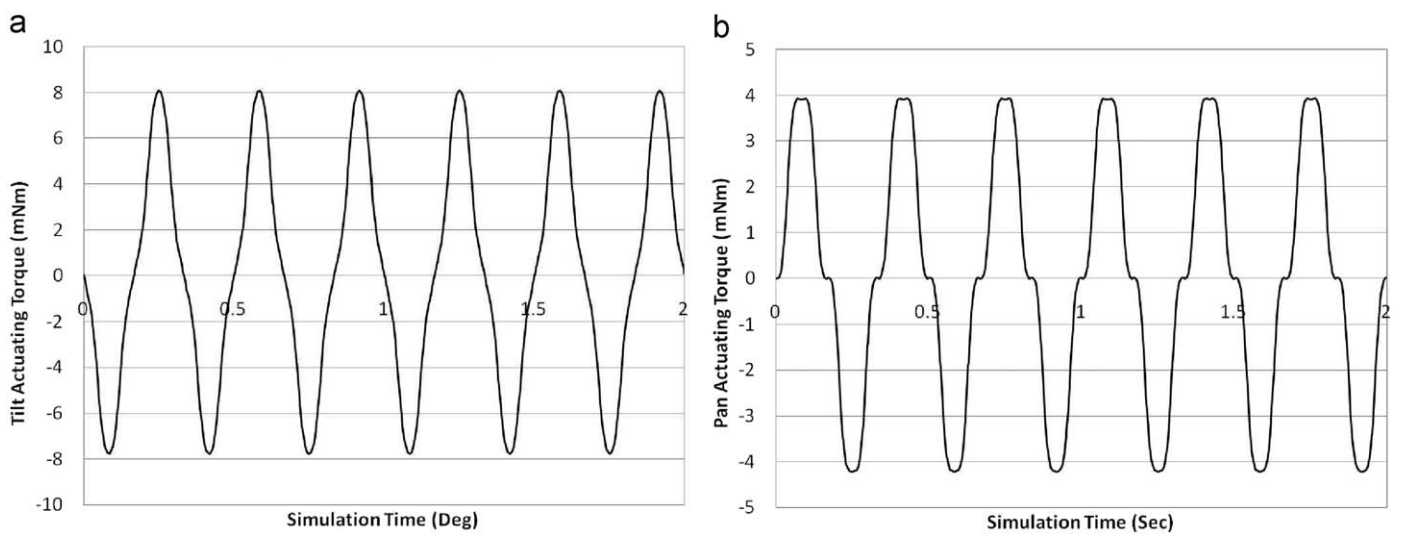 a
10
8
6
4
2
0
-2
-4
-6
-8
-10
0 0.5 1 1.5 2
Tilt Actuating Torque (mNm)
Simulation Time (Deg)
b
5
4
3
2
1
0
-1
-2
-3
-4
-5
0 0.5 1 1.5 2
Pan Actuating Torque (mNm)
Simulation Time (Sec)